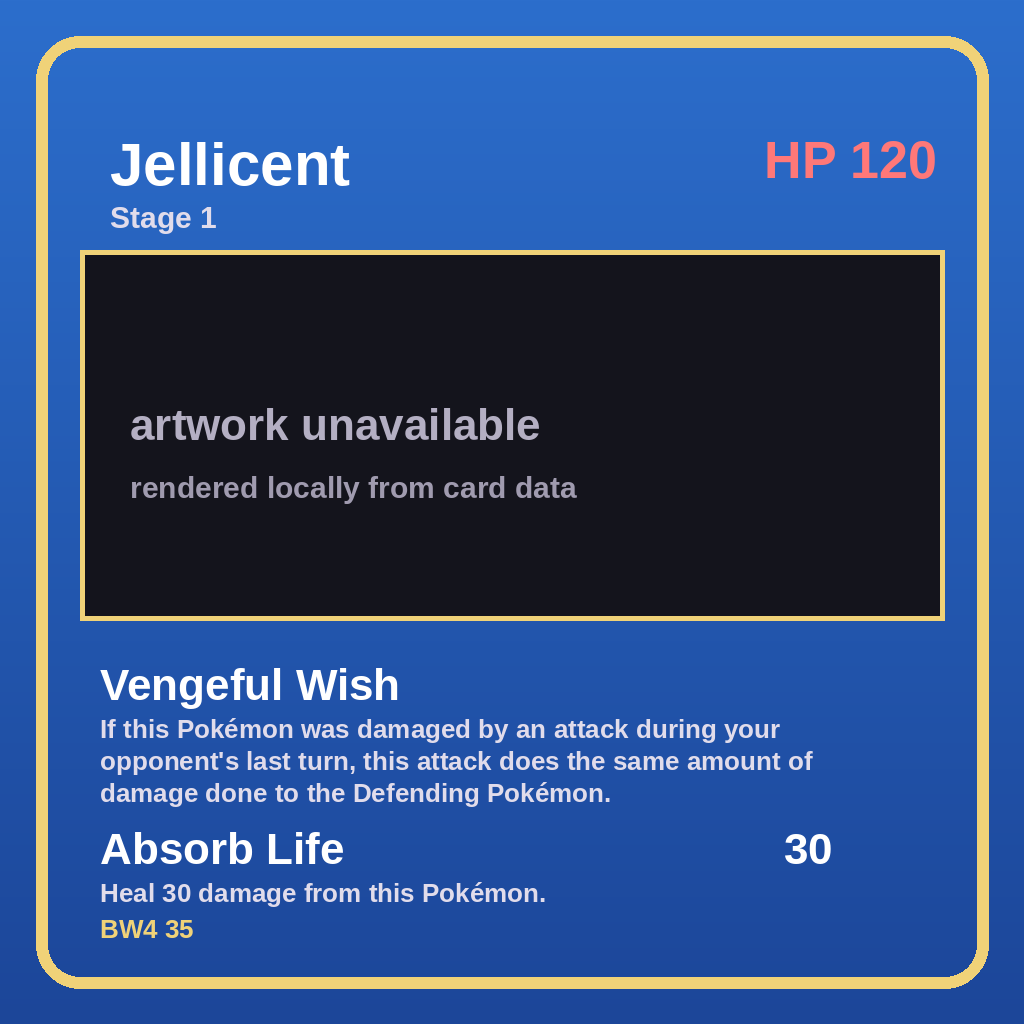 Jellicent
HP 120
Stage 1
artwork unavailable
rendered locally from card data
Vengeful Wish
If this Pokémon was damaged by an attack during your
opponent's last turn, this attack does the same amount of
damage done to the Defending Pokémon.
Absorb Life 30
Heal 30 damage from this Pokémon.
BW4 35